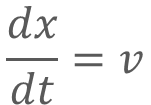 dx/dt = v